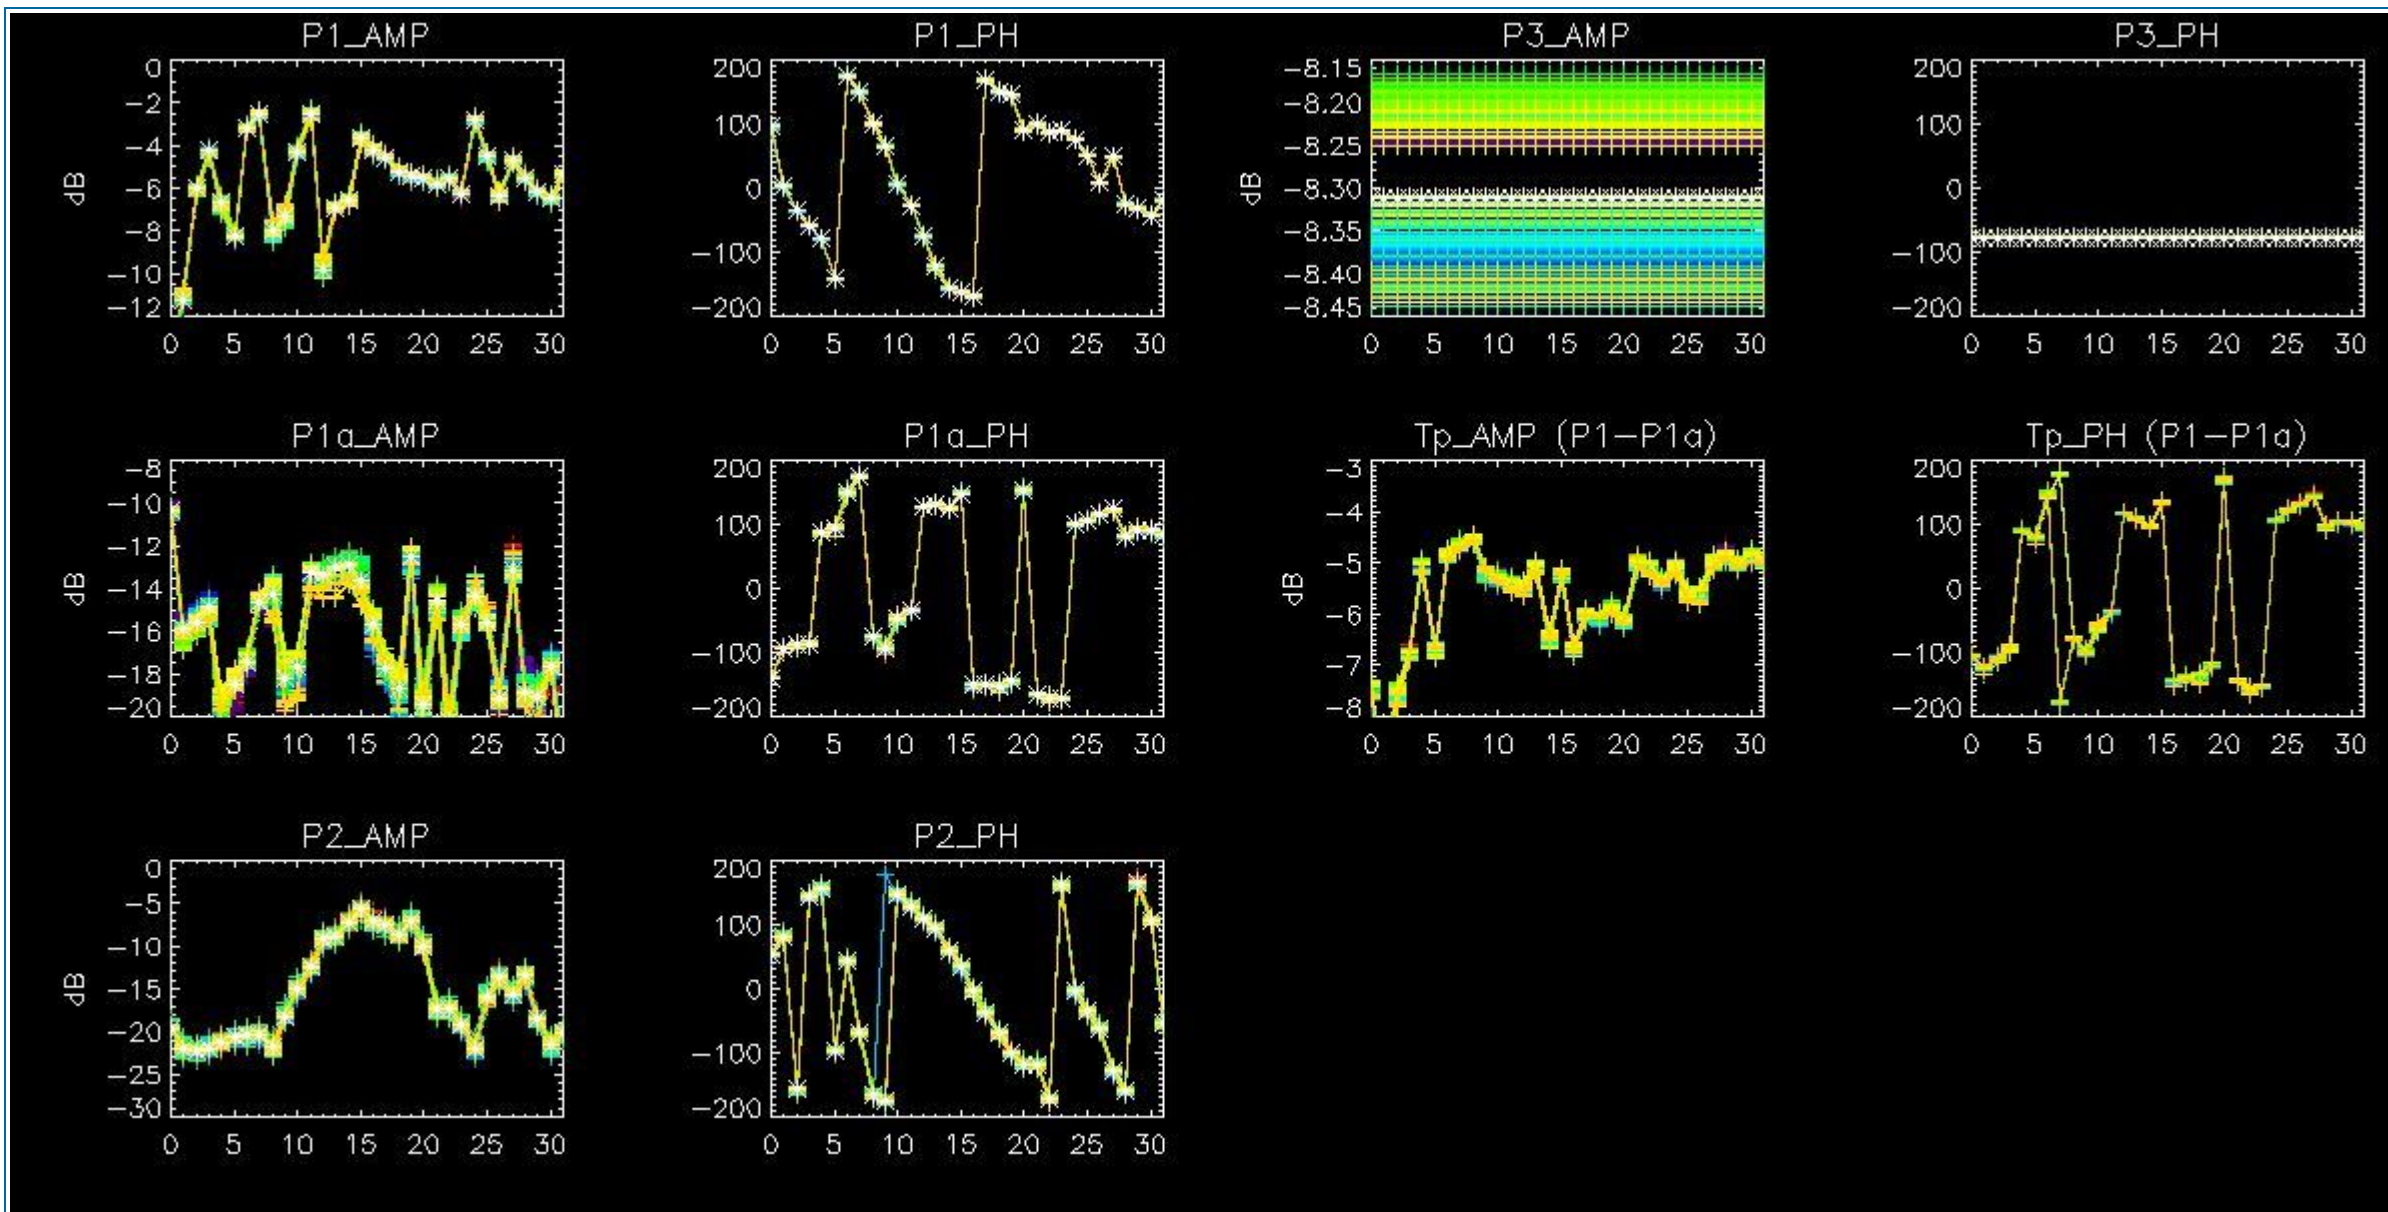 P1_AMP P1_PH P3_AMP P3_PH
0 200 -8.15 200
-2 -8.20
-4 100 -8.25 100
dB -6 0 dB -8.30 0
-8 -8.35
-10 -100 -8.40 -100
-12 -200 -8.45 -200
0 5 10 15 20 25 30 0 5 10 15 20 25 30 0 5 10 15 20 25 30 0 5 10 15 20 25 30
P1a_AMP P1a_PH Tp_AMP (P1-P1a) Tp_PH (P1-P1a)
-8 200 -3 200
-10 -4
-12 100 100
dB -14 0 dB -5 0
-16 -6
-18 -100 -7 -100
-20 -200 -8 -200
0 5 10 15 20 25 30 0 5 10 15 20 25 30 0 5 10 15 20 25 30 0 5 10 15 20 25 30
P2_AMP P2_PH
0 200
-5
-10 100
dB -15 0
-20
-25 -100
-30 -200
0 5 10 15 20 25 30 0 5 10 15 20 25 30